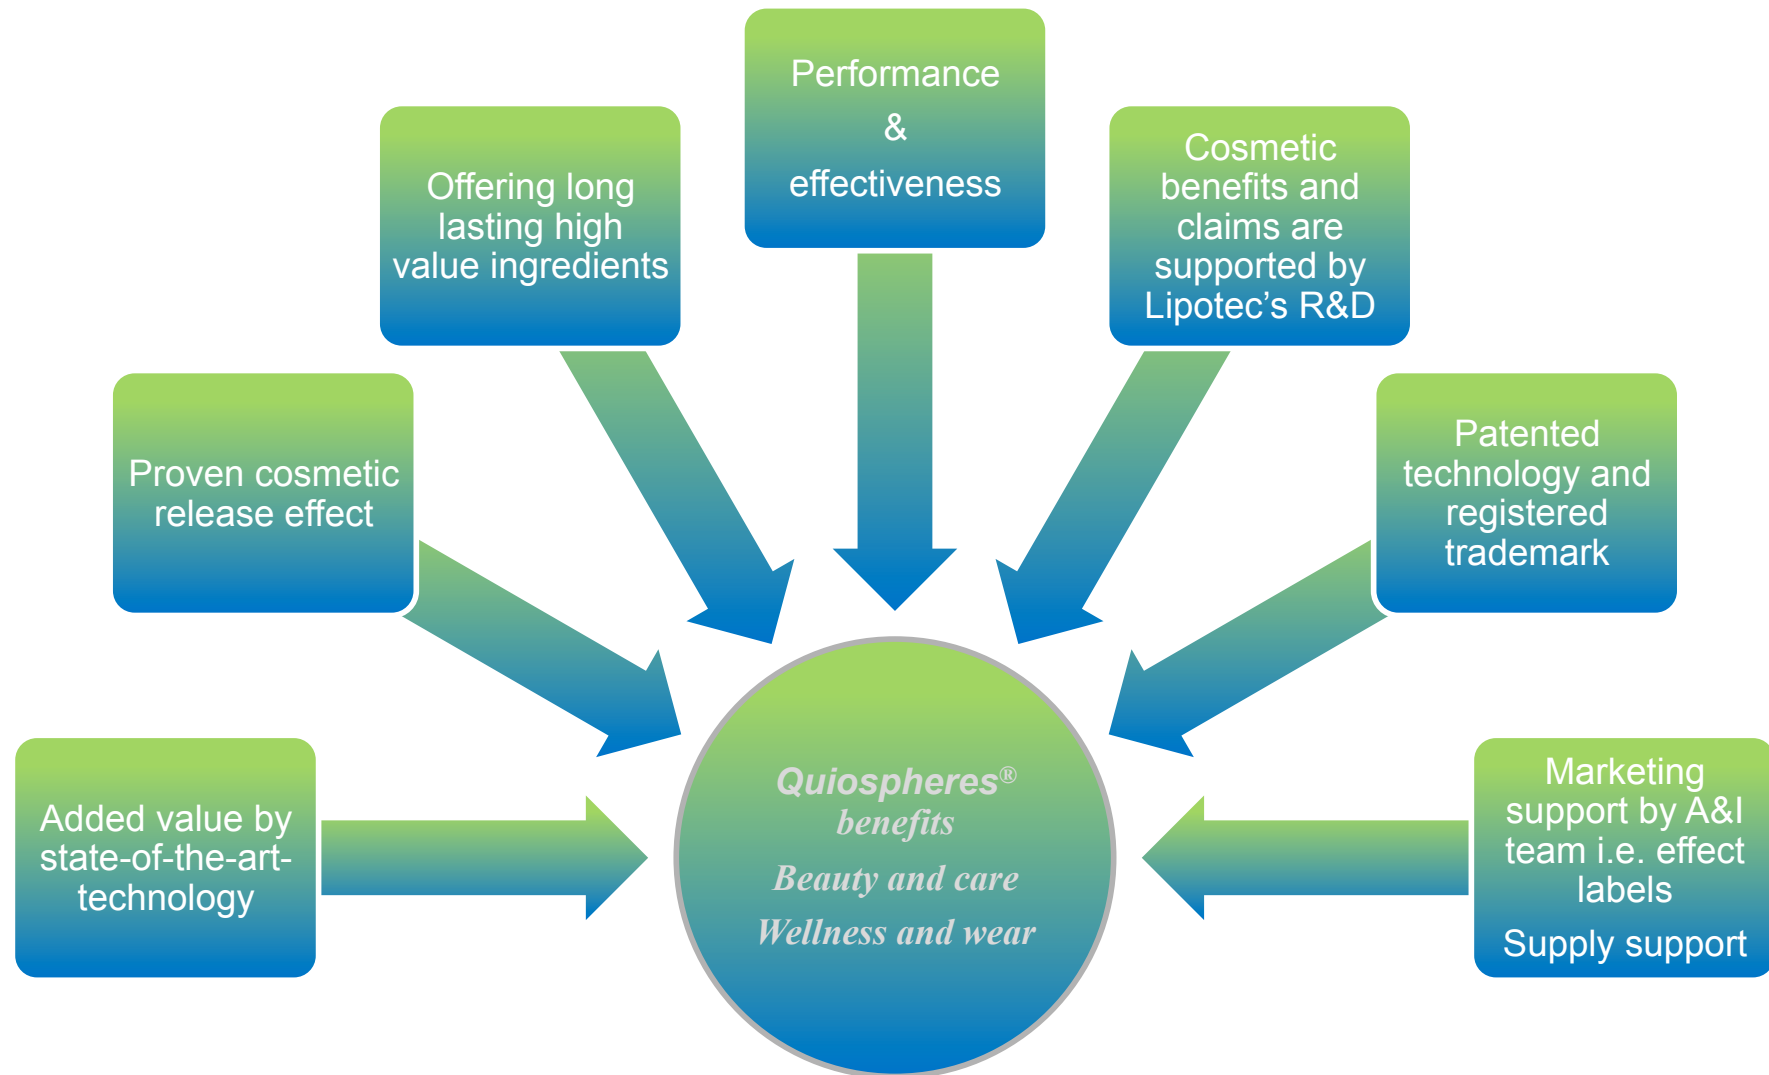 Performance
&
effectiveness
Offering long
lasting high
value ingredients
Cosmetic
benefits and
claims are
supported by
Lipotec’s R&D
Proven cosmetic
release effect
Patented
technology and
registered
trademark
Added value by
state-of-the-art-
technology
Quiospheres®
benefits
Beauty and care
Wellness and wear
Marketing
support by A&I
team i.e. effect
labels
Supply support